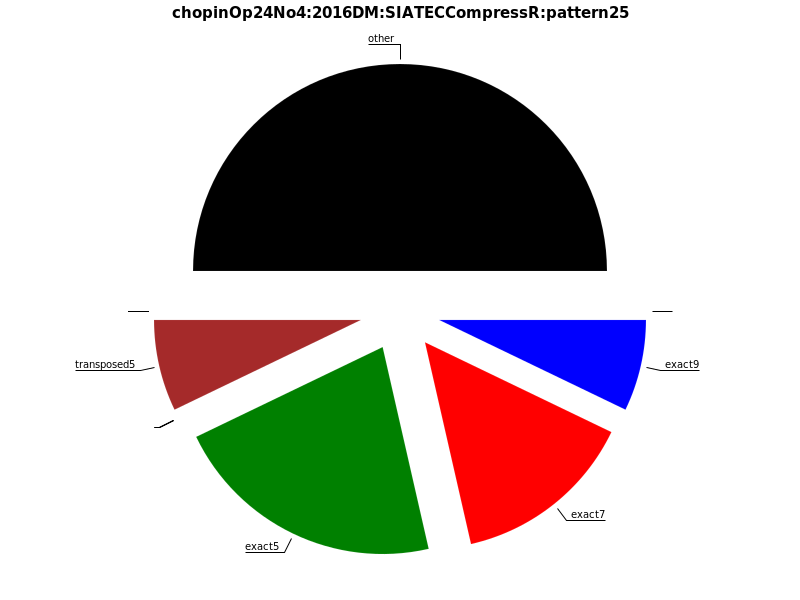 chopinOp24No4:2016DM:SIATECCompressR:pattern25
other
transposed5
exact9
exact7
exact5